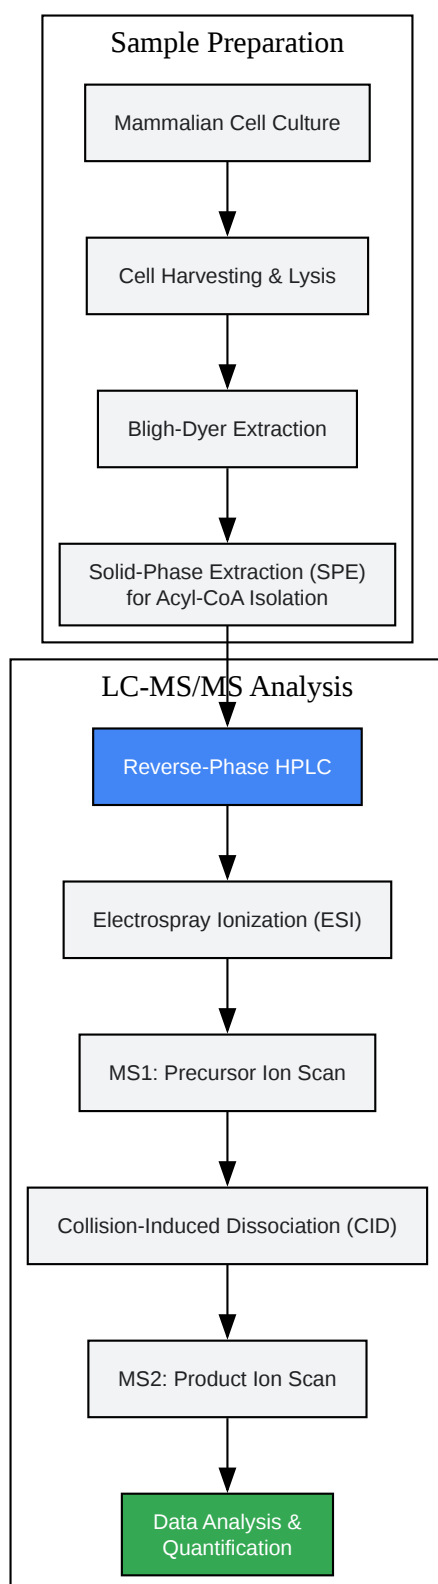 Sample Preparation
Mammalian Cell Culture
Cell Harvesting & Lysis
Bligh-Dyer Extraction
Solid-Phase Extraction (SPE)
for Acyl-CoA Isolation
LC-MS/MS Analysis
Reverse-Phase HPLC
Electrospray Ionization (ESI)
MS1: Precursor Ion Scan
Collision-Induced Dissociation (CID)
MS2: Product Ion Scan
Data Analysis &
Quantification